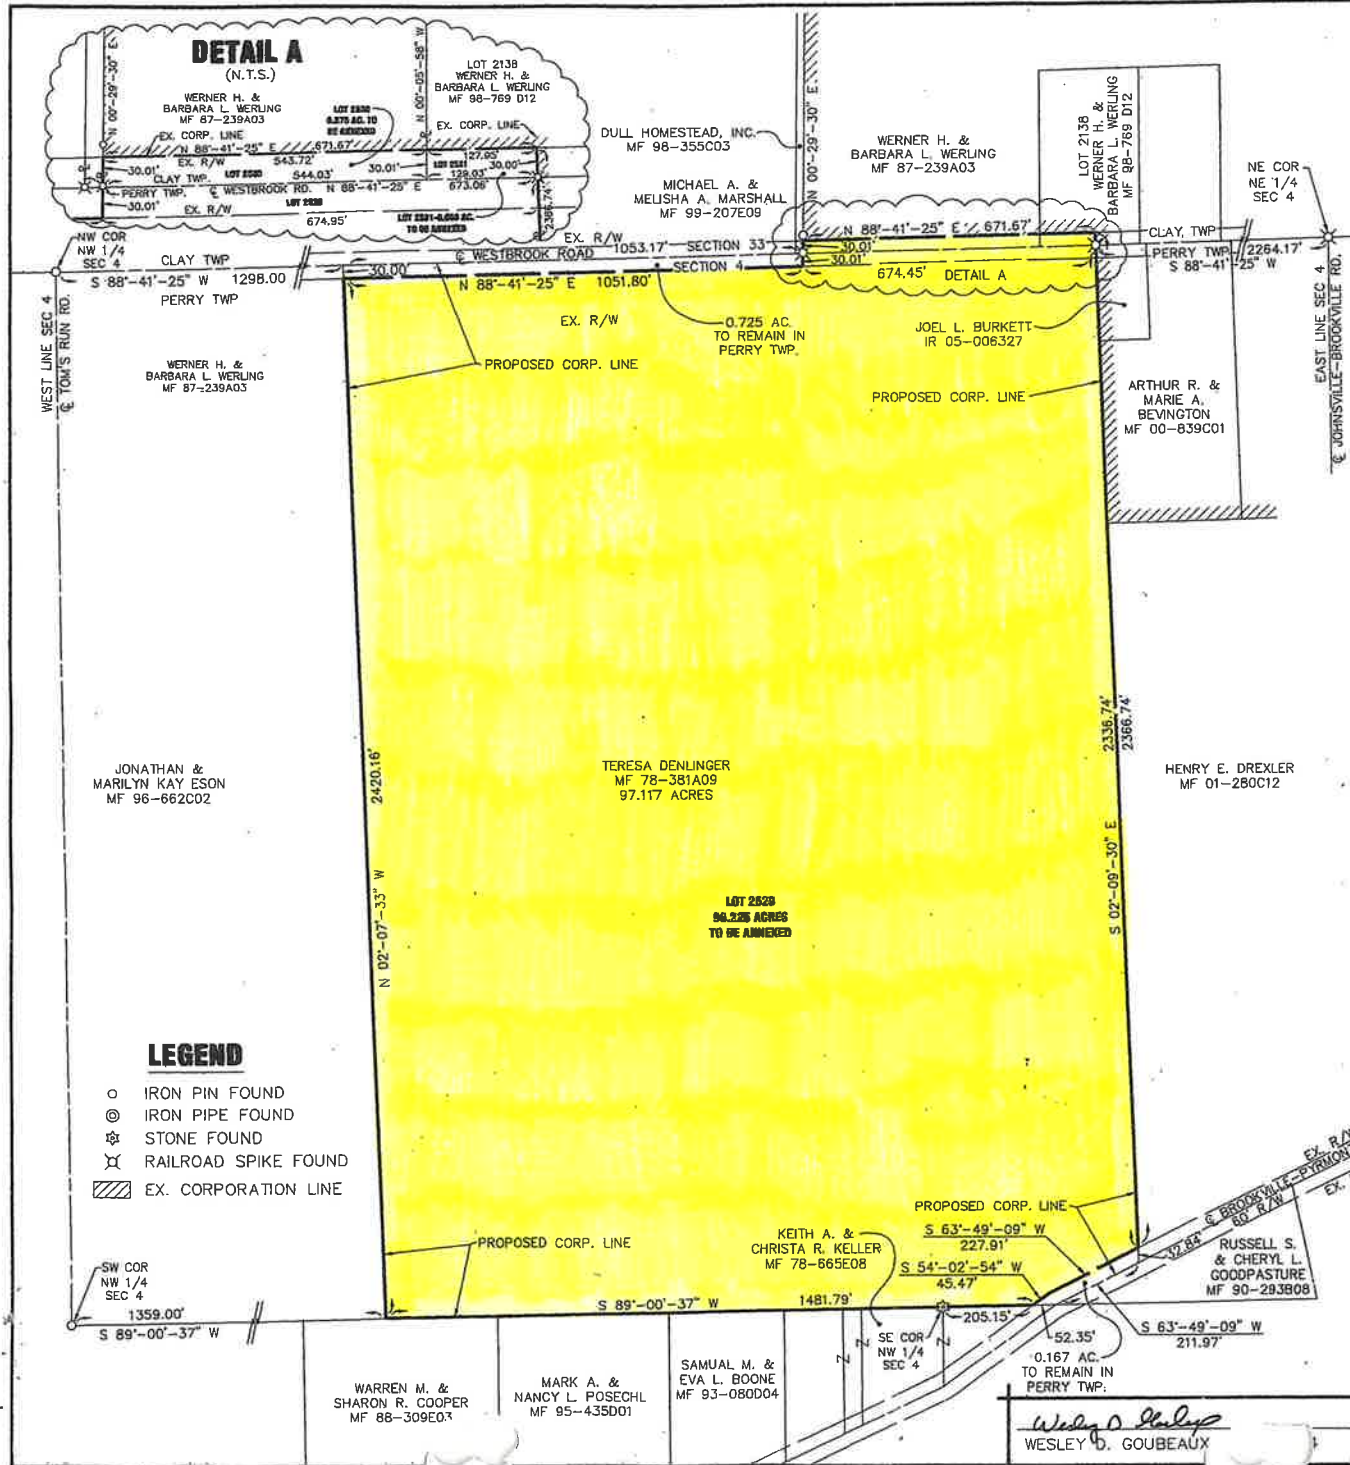 DETAIL A
(N.T.S.)
N 00°-29'-30" E
WERNER H. &
BARBARA L. WERLING
MF 87-239A03
EX. CORP. LINE
N 00°-05'-58" W
LOT 2138
WERNER H. &
BARBARA L. WERLING
MF 98-769 D12
EX. CORP. LINE
TO
BE ANNEXED
N 88°-41'-25" E 671.67'
EX. R/W 543.72'
127.95'
30.01'
30.01'
30.00'
CLAY TWP.
544.03'
129.03'
PERRY TWP.
℄ WESTBROOK RD. N 88°-41'-25" E 673.06'
30.01'
EX. R/W
674.95'
TO BE ANNEXED
2366.74'
NW COR
NW 1/4
SEC 4
CLAY TWP
S 88°-41'-25" W 1298.00
PERRY TWP
WEST LINE SEC 4
℄ TOM'S RUN RD.
WERNER H. &
BARBARA L. WERLING
MF 87-239A03
EX. R/W
℄ WESTBROOK ROAD 1053.17' SECTION 33
30.00' SECTION 4
N 88°-41'-25" E 1051.80'
EX. R/W
0.725 AC.
TO REMAIN IN
PERRY TWP.
PROPOSED CORP. LINE
DULL HOMESTEAD, INC.
MF 98-355C03
MICHAEL A. &
MELISHA A. MARSHALL
MF 99-207E09
N 00°-29'-30" E
WERNER H. &
BARBARA L. WERLING
MF 87-239A03
LOT 2138
WERNER H. &
BARBARA L. WERLING
MF 98-769 D12
N 88°-41'-25" E 671.67'
30.01'
30.01'
674.45' DETAIL A
CLAY, TWP
PERRY TWP 2264.17'
S 88°-41'-25" W
NE COR
NE 1/4
SEC 4
EAST LINE SEC 4
℄ JOHNSVILLE-BROOKVILLE RD.
JOEL L. BURKETT
IR 05-006327
PROPOSED CORP. LINE
ARTHUR R. &
MARIE A.
BEVINGTON
MF 00-839C01
JONATHAN &
MARILYN KAY ESON
MF 96-662C02
2420.16'
N 02°-07'-33" W
TERESA DENLINGER
MF 78-381A09
97.117 ACRES
ACRES
TO BE ANNEXED
2336.74'
2366.74'
S 02°-09'-30" E
HENRY E. DREXLER
MF 01-280C12
LEGEND
IRON PIN FOUND
IRON PIPE FOUND
STONE FOUND
RAILROAD SPIKE FOUND
EX. CORPORATION LINE
PROPOSED CORP. LINE
KEITH A. &
CHRISTA R. KELLER
MF 78-665E08
PROPOSED CORP. LINE
S 63°-49'-09" W
227.91'
S 54°-02'-54" W
45.47'
EX. R/W
℄ BROOKVILLE-PYRMONT
60' R/W
EX.
32.84'
RUSSELL S.
& CHERYL L.
GOODPASTURE
MF 90-293B08
SW COR
NW 1/4
SEC 4
1359.00'
S 89°-00'-37" W
S 89°-00'-37" W 1481.79'
205.15'
SE COR
NW 1/4
SEC 4
52.35'
0.167 AC.
TO REMAIN IN
PERRY TWP.
S 63°-49'-09" W
211.97'
WARREN M. &
SHARON R. COOPER
MF 88-309E03
MARK A. &
NANCY L. POSECHL
MF 95-435D01
SAMUAL M. &
EVA L. BOONE
MF 93-080D04
Z
Z
Z
WESLEY D. GOUBEAUX